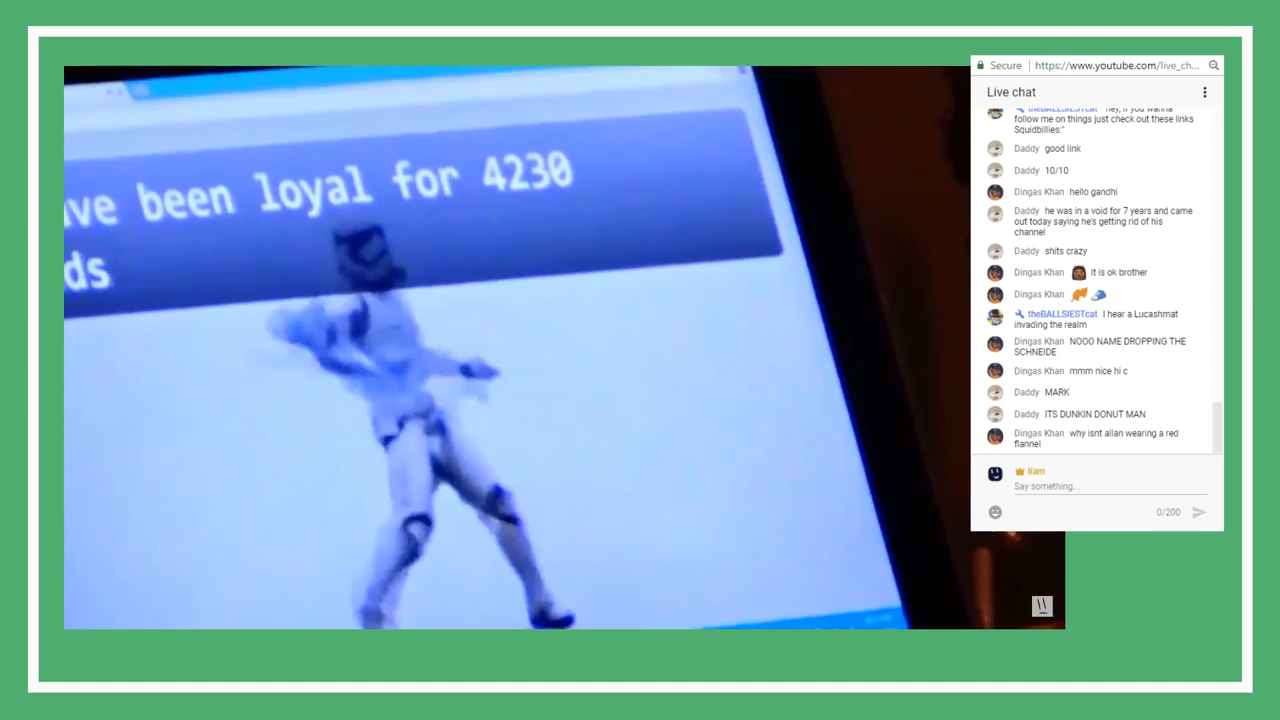 ve been loyal for 4230
ds
Secure
https://www.youtube.com/live_ch...
Live chat
theBALLSIESTcat "hey, if you wanna
follow me on things just check out these links
Squidbillies:"
Daddy good link
Daddy 10/10
Dingas Khan hello gandhi
Daddy he was in a void for 7 years and came
out today saying he's getting rid of his
channel
Daddy shits crazy
Dingas Khan it is ok brother
Dingas Khan
theBALLSIESTcat I hear a Lucashmat
invading the realm
Dingas Khan NOOO NAME DROPPING THE
SCHNEIDE
Dingas Khan mmm nice hi c
Daddy MARK
Daddy ITS DUNKIN DONUT MAN
Dingas Khan why isnt allan wearing a red
flannel
liam
Say something...
0/200